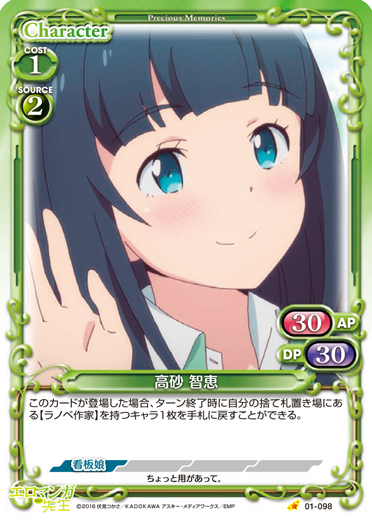 Precious Memories
Character
COST
1
SOURCE
2
30 AP
DP 30
高砂 智恵
このカードが登場した場合、ターン終了時に自分の捨て札置き場にあ
る【ラノベ作家】を持つキャラ1枚を手札に戻すことができる。
看板娘
ちょっと用があって。
エロマンガ
先生
01-098
©2016 伏見つかさ/KADOKAWA アスキー・メディアワークス/EMP